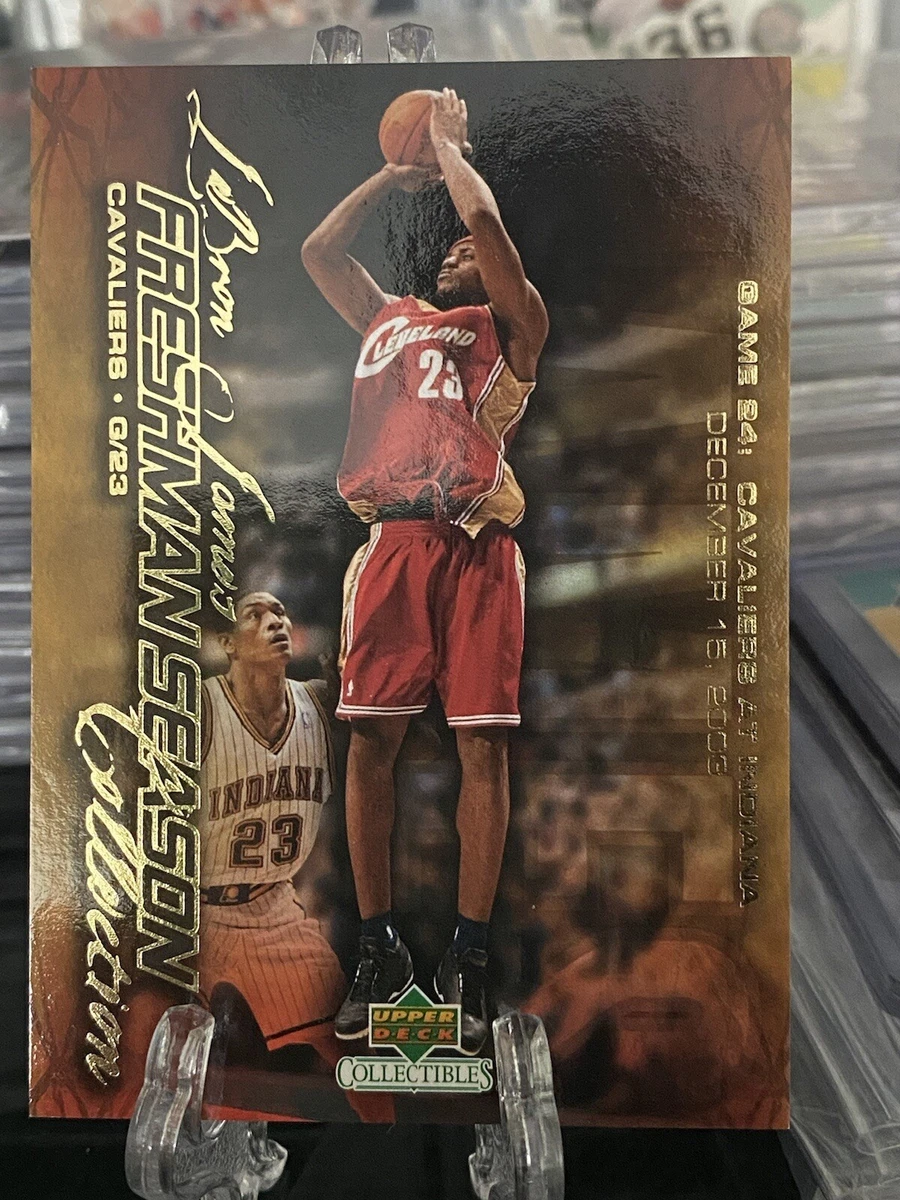 36
LeBron James
FRESHMAN SEASON
Collection
CAVALIERS • G/23
GAME 24: CAVALIERS AT INDIANA
DECEMBER 15, 2003
CLEVELAND
23
INDIANA
23
UPPER
DECK
COLLECTIBLES